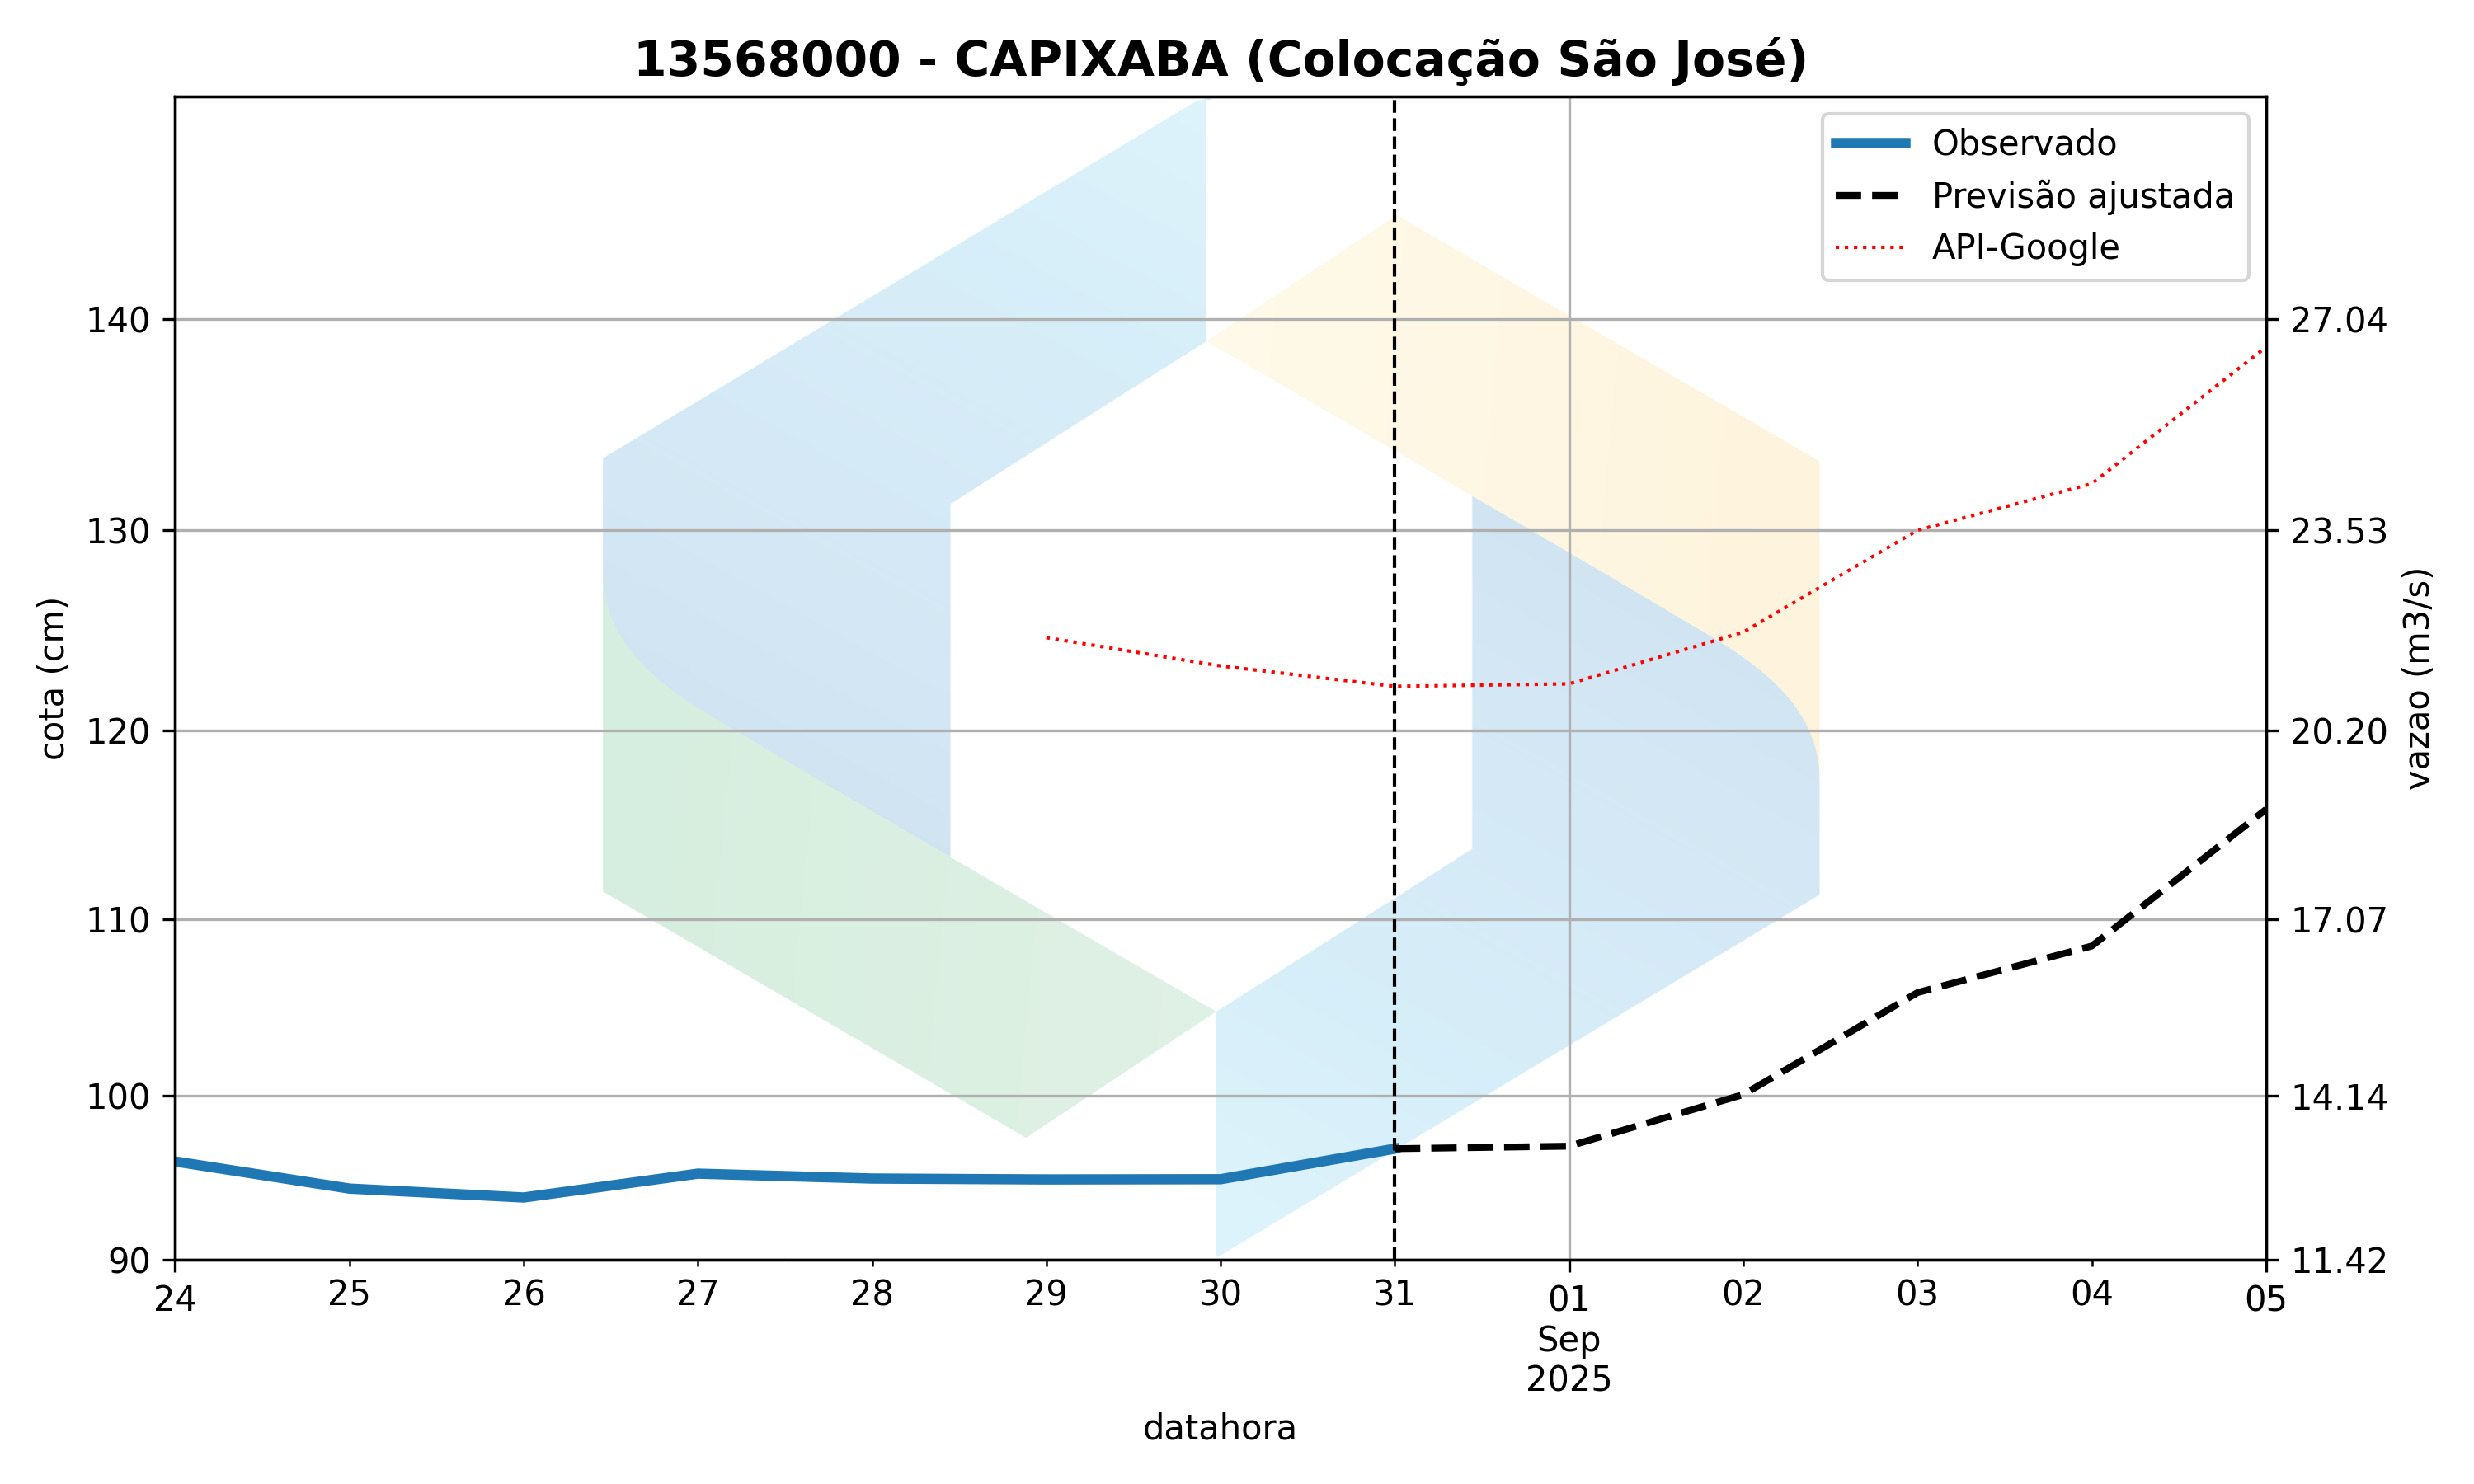 13568000 - CAPIXABA (Colocação São José)
Observado
Previsão ajustada
API-Google
cota (cm)
140
130
120
110
100
90
27.04
23.53
20.20
17.07
14.14
11.42
vazao (m3/s)
24 25 26 27 28 29 30 31 01 02 03 04 05
Sep
2025
datahora